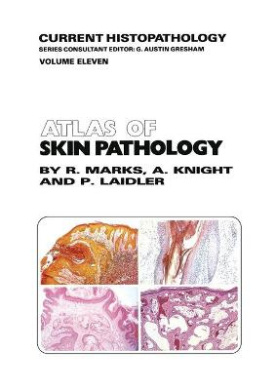 CURRENT HISTOPATHOLOGY
SERIES CONSULTANT EDITOR: G. AUSTIN GRESHAM
VOLUME ELEVEN
ATLAS OF
SKIN PATHOLOGY
BY R. MARKS, A. KNIGHT
AND P. LAIDLER